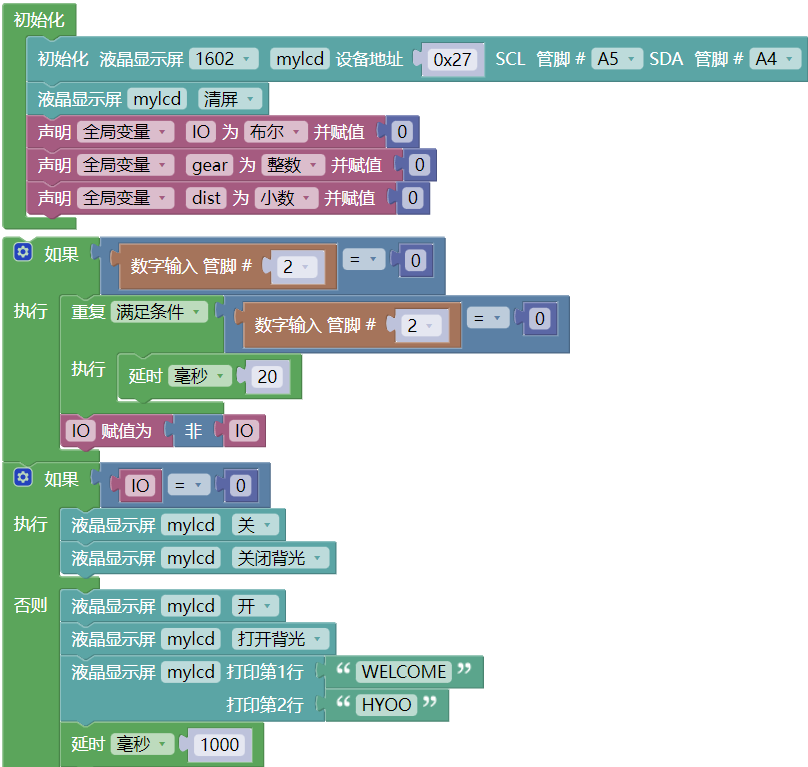 初始化
初始化 液晶显示屏 1602 mylcd 设备地址 0x27 SCL 管脚 # A5 SDA 管脚 # A4
液晶显示屏 mylcd 清屏
声明 全局变量 IO 为 布尔 并赋值 0
声明 全局变量 gear 为 整数 并赋值 0
声明 全局变量 dist 为 小数 并赋值 0
如果 数字输入 管脚 # 2 = 0
执行 重复 满足条件 数字输入 管脚 # 2 = 0
执行 延时 毫秒 20
IO 赋值为 非 IO
如果 IO = 0
执行 液晶显示屏 mylcd 关
液晶显示屏 mylcd 关闭背光
否则 液晶显示屏 mylcd 开
液晶显示屏 mylcd 打开背光
液晶显示屏 mylcd 打印第1行 “ WELCOME ”
打印第2行 “ HYOO ”
延时 毫秒 1000